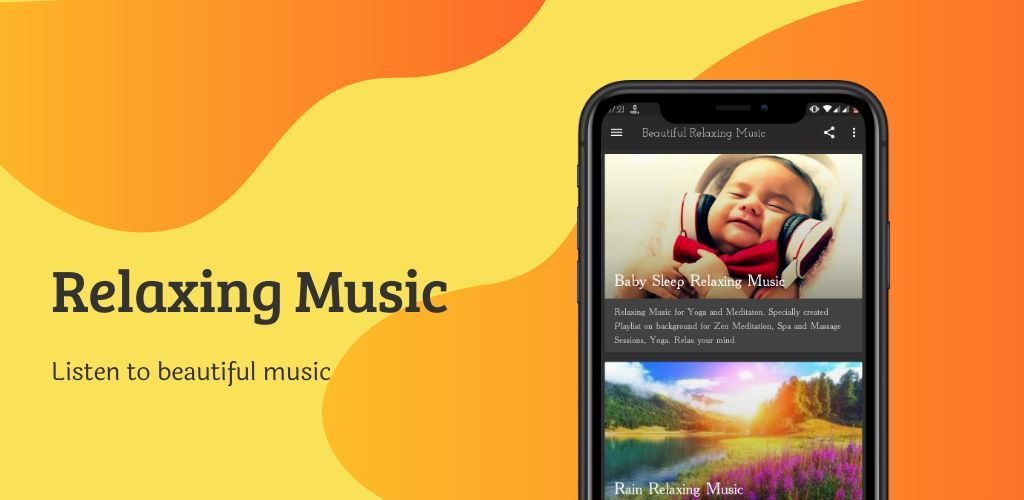 Relaxing Music
Listen to beautiful music
Beautiful Relaxing Music
Baby Sleep Relaxing Music
Relaxing Music for Yoga and Meditaton. Specially created
Playlist on background for Zen Meditation, Spa and Massage
Sessions, Yoga. Relax your mind.
Rain Relaxing Music